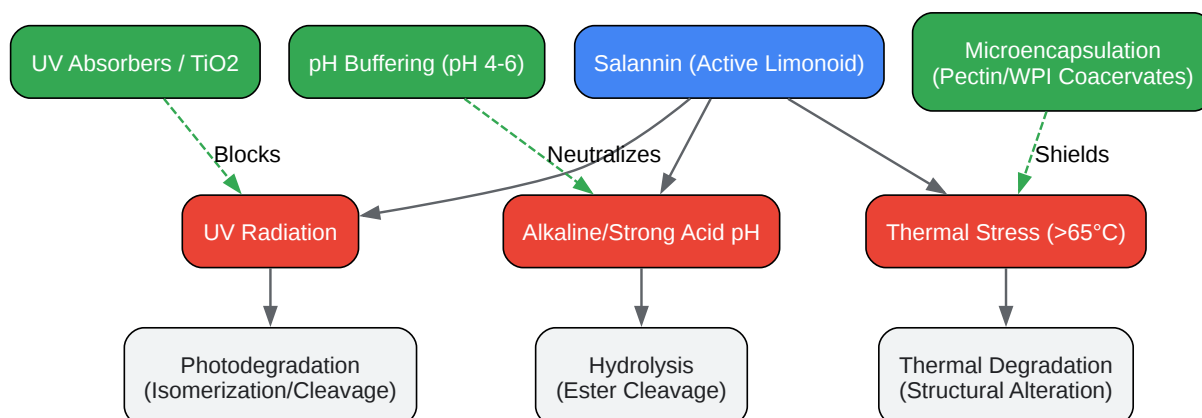 UV Absorbers / TiO2
pH Buffering (pH 4-6)
Salannin (Active Limonoid)
Microencapsulation
(Pectin/WPI Coacervates)
Blocks
Neutralizes
Shields
UV Radiation
Alkaline/Strong Acid pH
Thermal Stress (>65°C)
Photodegradation
(Isomerization/Cleavage)
Hydrolysis
(Ester Cleavage)
Thermal Degradation
(Structural Alteration)